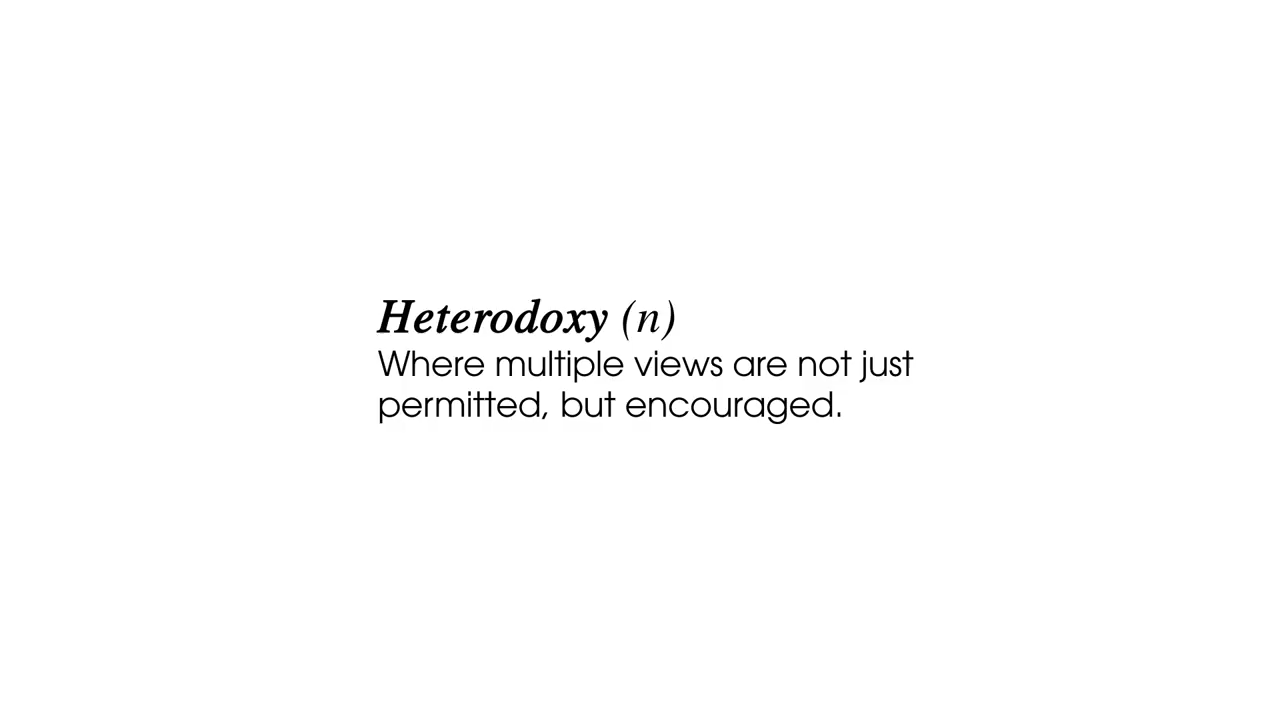 Heterodoxy (n)
Where multiple views are not just
permitted, but encouraged.